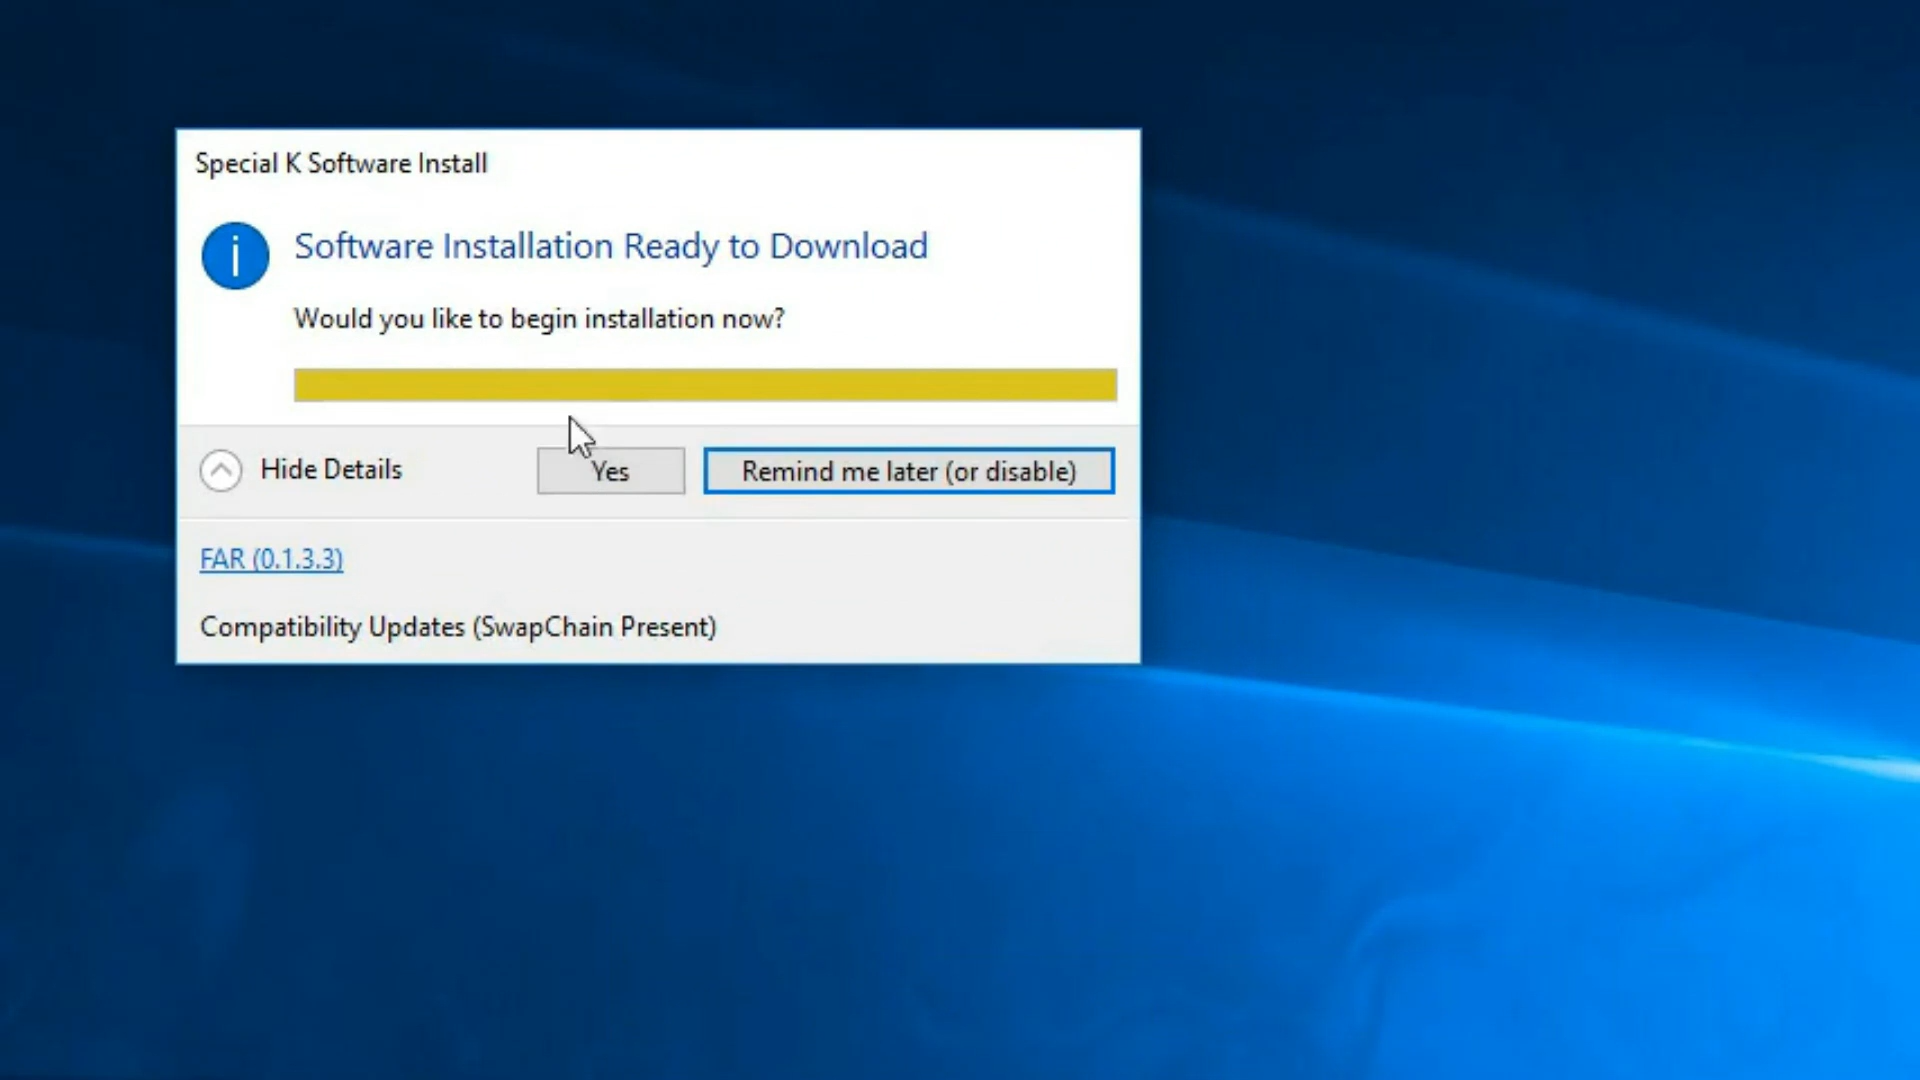 Special K Software Install
Software Installation Ready to Download
Would you like to begin installation now?
Hide Details
Yes
Remind me later (or disable)
FAR (0.1.3.3)
Compatibility Updates (SwapChain Present)